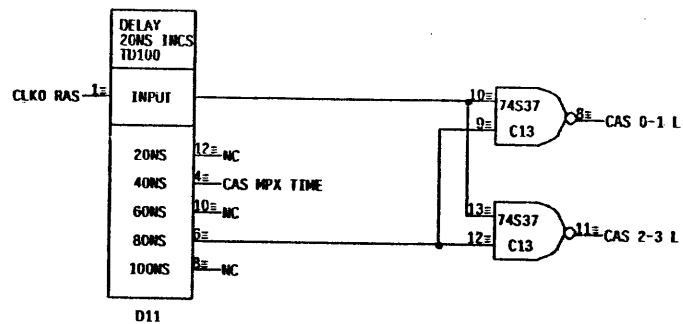 DELAY
20NS INCS
TD100
CLK0 RAS 1 INPUT
10 74S37 8 CAS 0-1 L
9 C13
20NS 12 NC
40NS 4 CAS MPX TIME
60NS 10 NC
13 74S37 11 CAS 2-3 L
80NS 6 12 C13
100NS 8 NC
D11